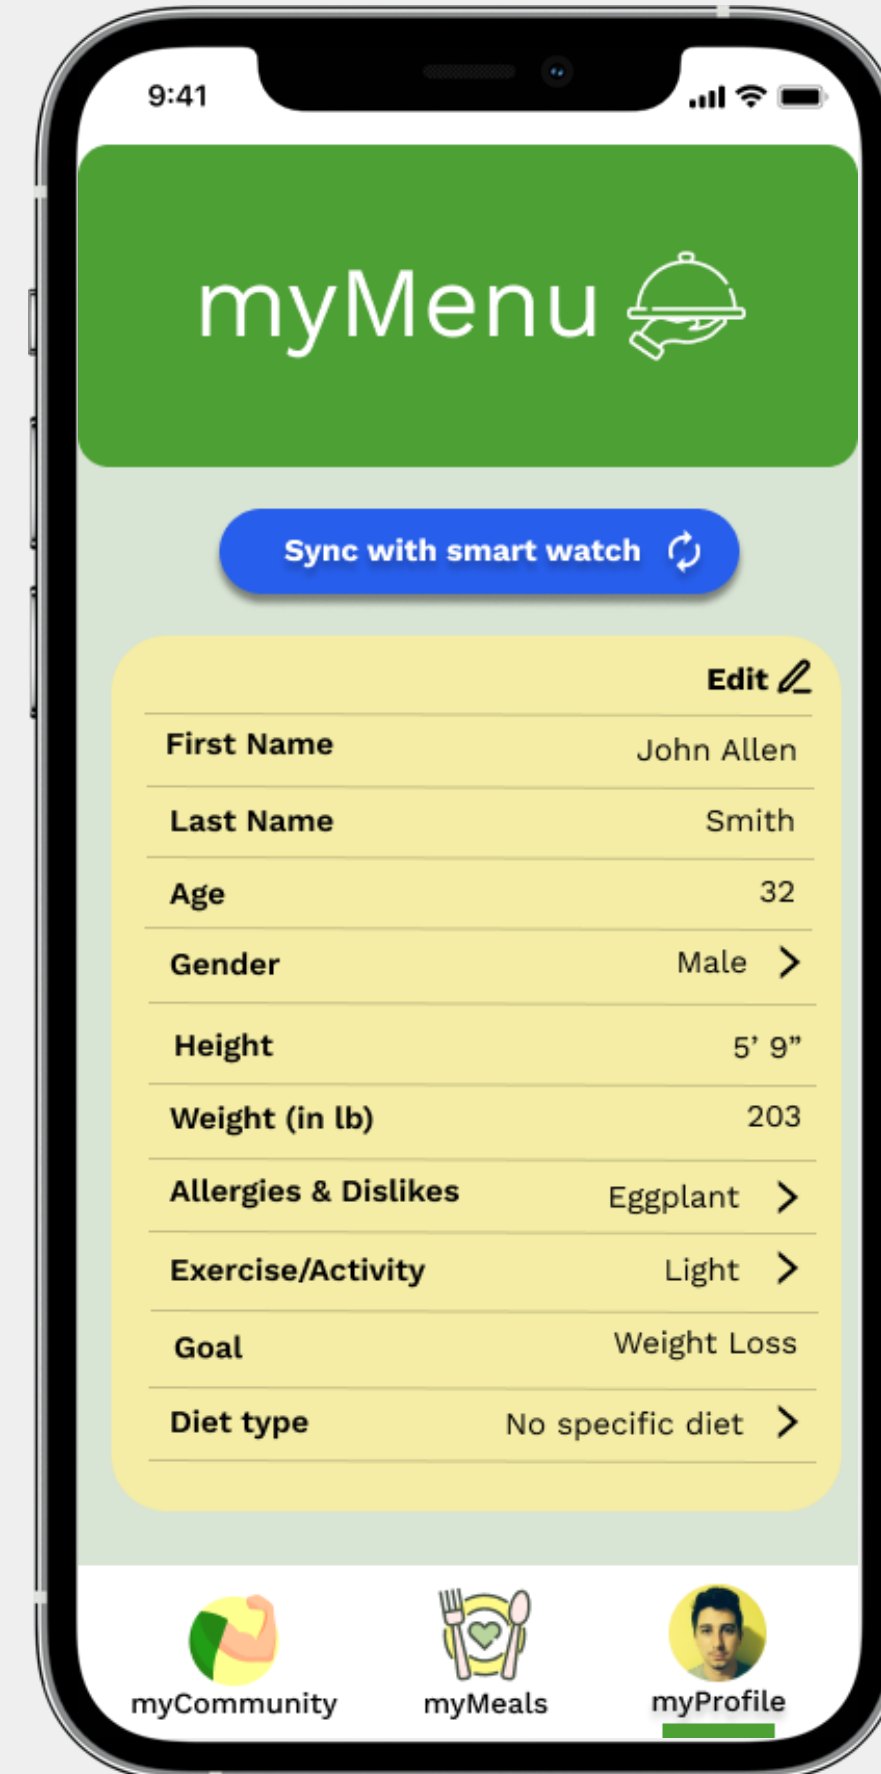 9:41
myMenu
Sync with smart watch
Edit
First Name John Allen
Last Name Smith
Age 32
Gender Male
Height 5’ 9”
Weight (in lb) 203
Allergies & Dislikes Eggplant
Exercise/Activity Light
Goal Weight Loss
Diet type No specific diet
myCommunity myMeals myProfile